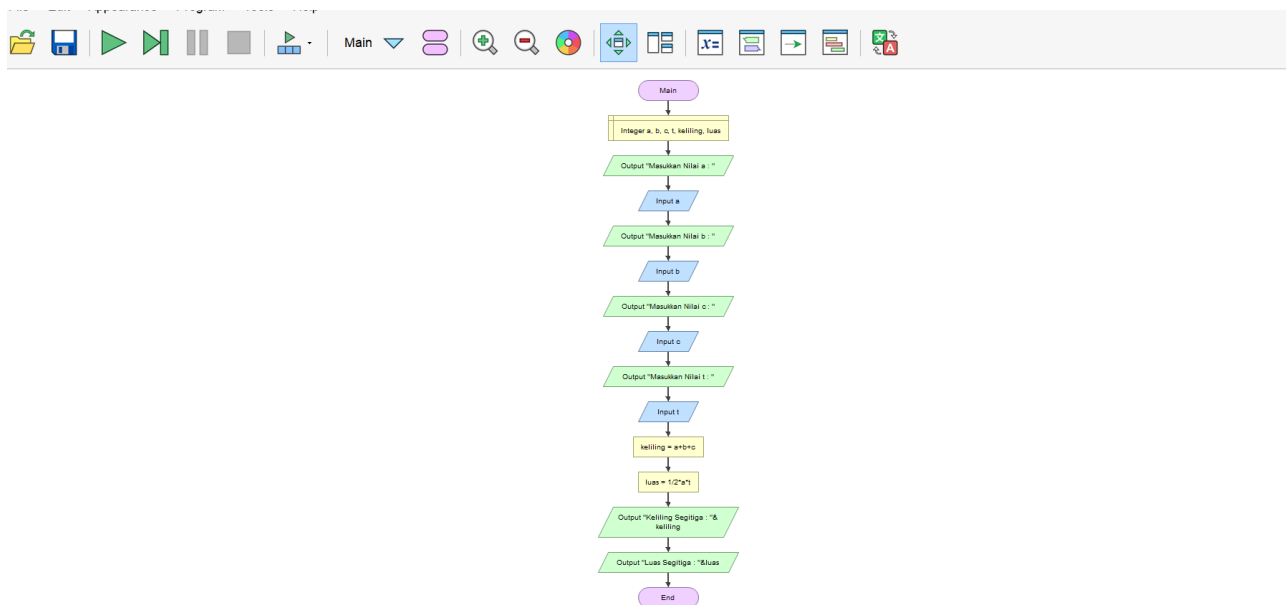 Main
Main
Integer a, b, c, t, keliling, luas
Output "Masukkan Nilai a : "
Input a
Output "Masukkan Nilai b : "
Input b
Output "Masukkan Nilai c : "
Input c
Output "Masukkan Nilai t : "
Input t
keliling = a+b+c
luas = 1/2*a*t
Output "Keliling Segitiga : "&
keliling
Output "Luas Segitiga : "&luas
End